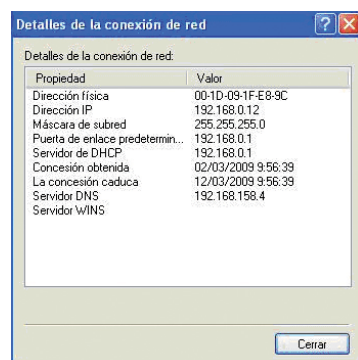 Detalles de la conexión de red
Detalles de la conexión de red:
Propiedad Valor
Dirección física 00-1D-09-1F-E8-9C
Dirección IP 192.168.0.12
Máscara de subred 255.255.255.0
Puerta de enlace predetermin... 192.168.0.1
Servidor de DHCP 192.168.0.1
Concesión obtenida 02/03/2009 9:56:39
La concesión caduca 12/03/2009 9:56:39
Servidor DNS 192.168.158.4
Servidor WINS
Cerrar